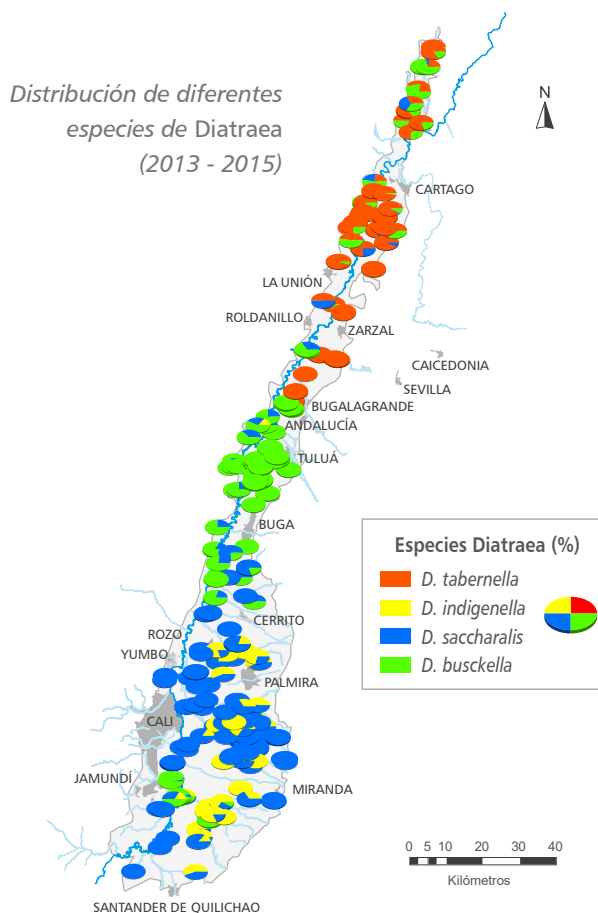 Distribución de diferentes
especies de Diatraea
(2013 - 2015)
N
CARTAGO
LA UNIÓN
ROLDANILLO
ZARZAL
CAICEDONIA
SEVILLA
BUGALAGRANDE
ANDALUCÍA
TULUÁ
BUGA
Especies Diatraea (%)
D. tabernella
D. indigenella
D. saccharalis
D. busckella
CERRITO
ROZO
YUMBO
PALMIRA
CALI
JAMUNDÍ
MIRANDA
0 5 10 20 30 40
Kilómetros
SANTANDER DE QUILICHAO